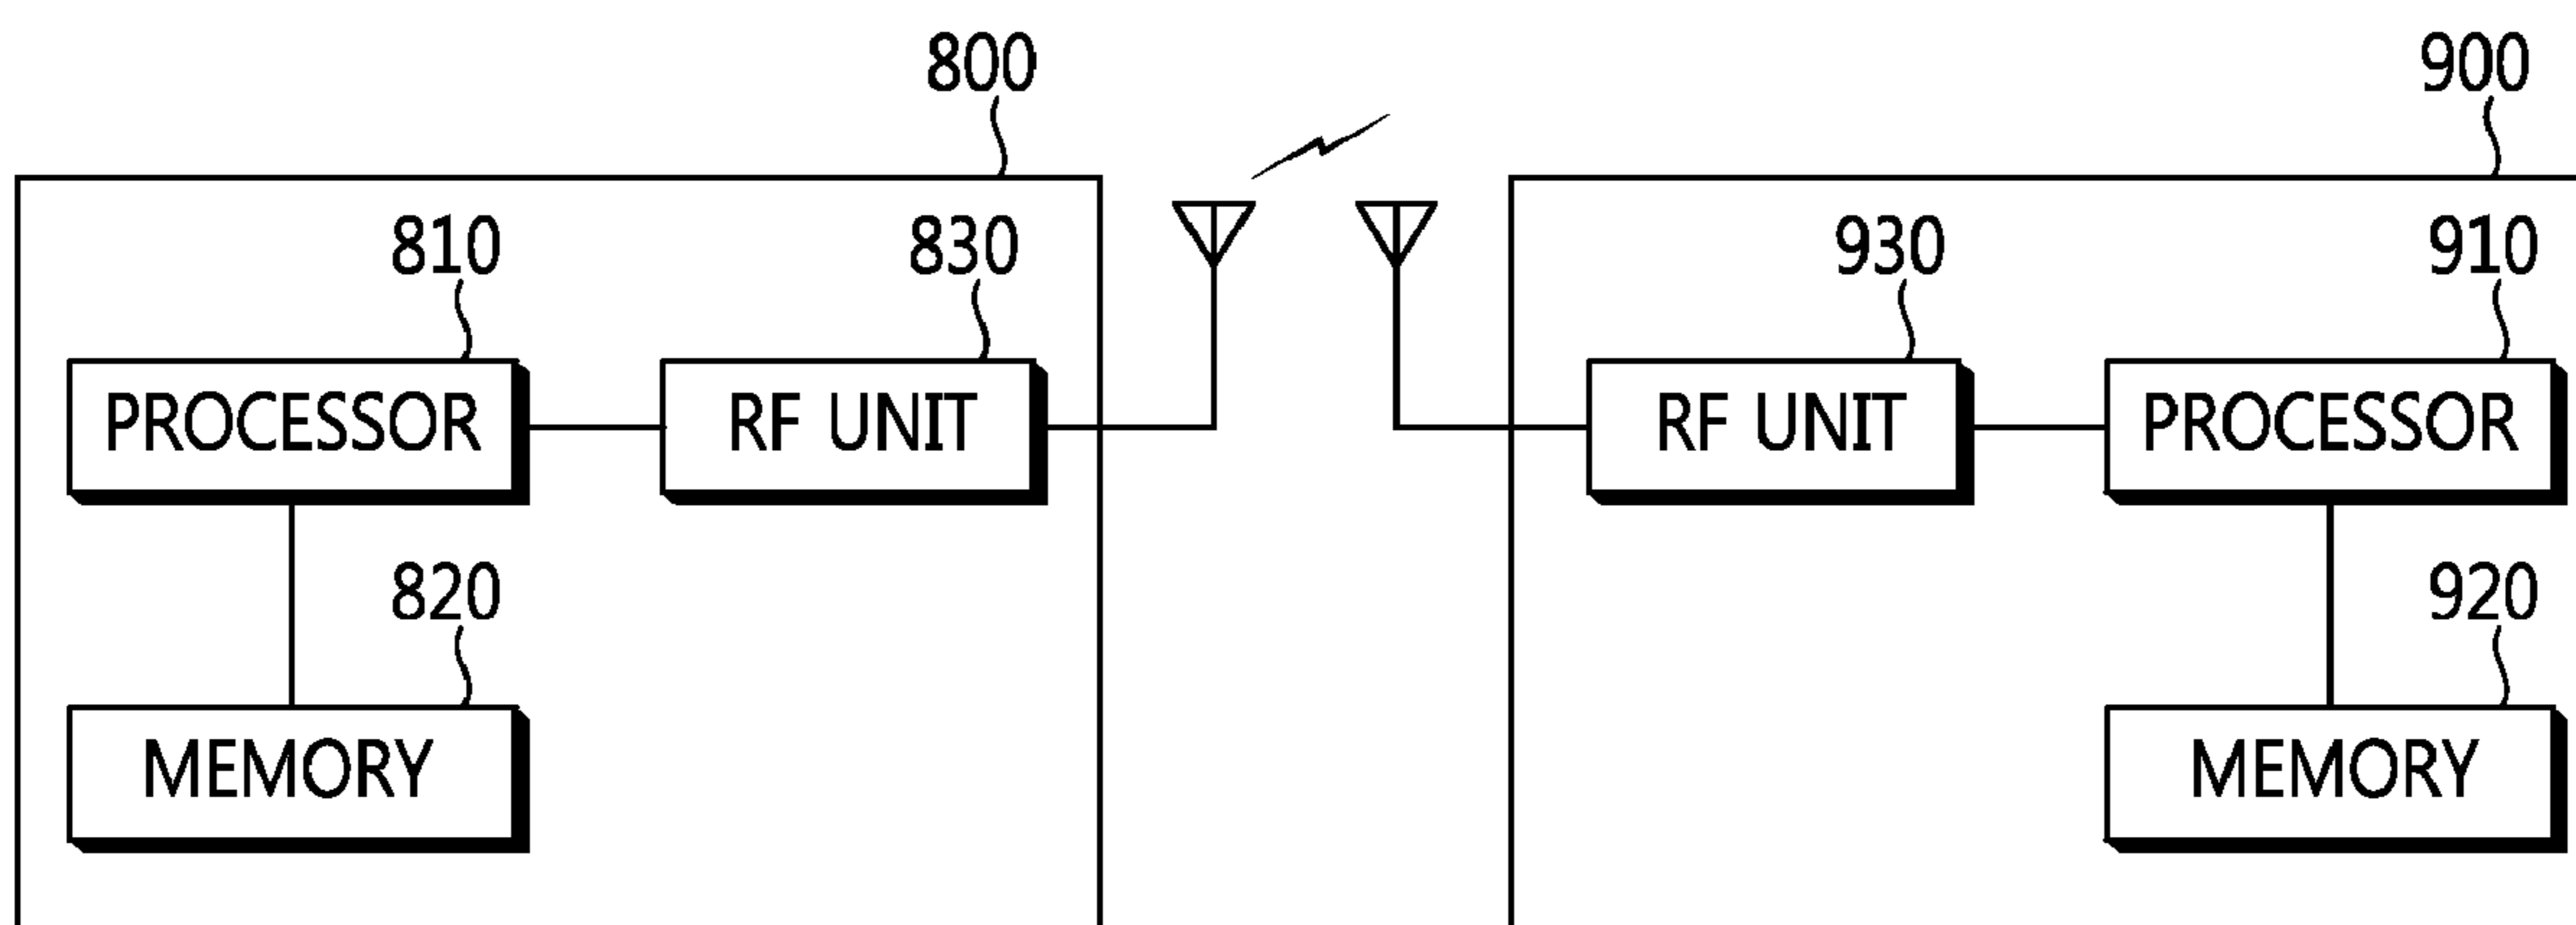 800 900
810 830 930 910
PROCESSOR RF UNIT RF UNIT PROCESSOR
820 920
MEMORY MEMORY